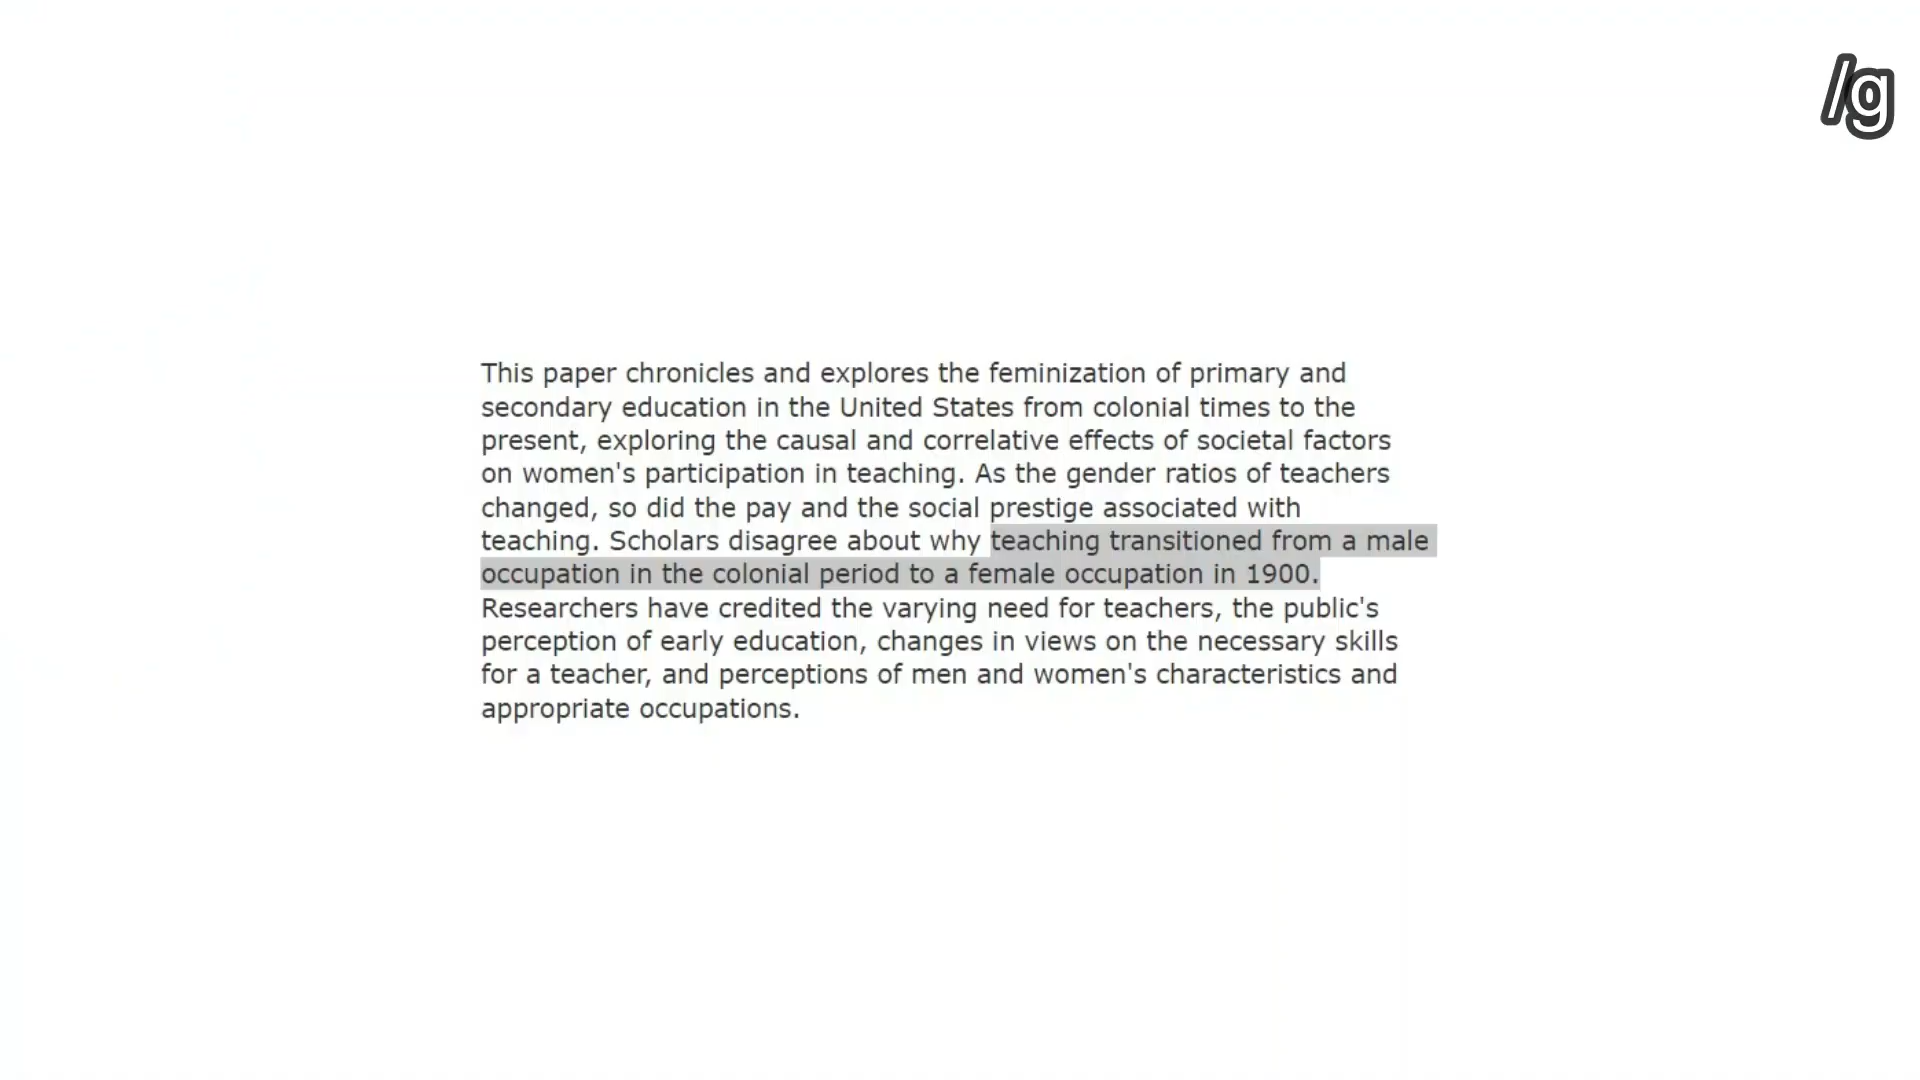 /g
This paper chronicles and explores the feminization of primary and
secondary education in the United States from colonial times to the
present, exploring the causal and correlative effects of societal factors
on women's participation in teaching. As the gender ratios of teachers
changed, so did the pay and the social prestige associated with
teaching. Scholars disagree about why teaching transitioned from a male
occupation in the colonial period to a female occupation in 1900.
Researchers have credited the varying need for teachers, the public's
perception of early education, changes in views on the necessary skills
for a teacher, and perceptions of men and women's characteristics and
appropriate occupations.